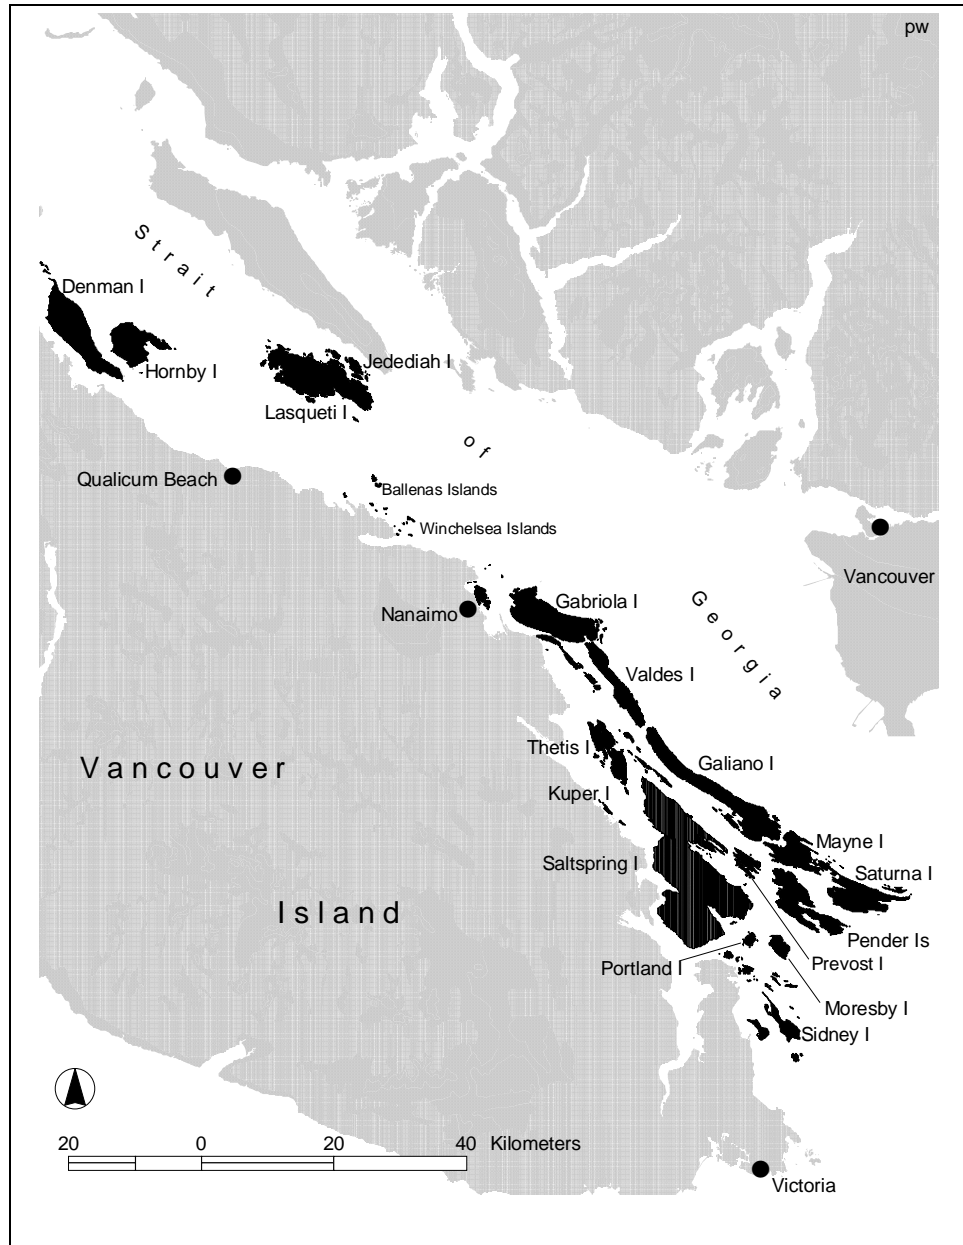 pw
Strait
Denman I
Hornby I
Jedediah I
Lasqueti I
of
Qualicum Beach
Ballenas Islands
Winchelsea Islands
Vancouver
Nanaimo
Gabriola I
Georgia
Valdes I
Thetis I
Galiano I
Vancouver
Kuper I
Mayne I
Saltspring I
Saturna I
Island
Pender Is
Portland I
Prevost I
Moresby I
Sidney I
20 0 20 40 Kilometers
Victoria